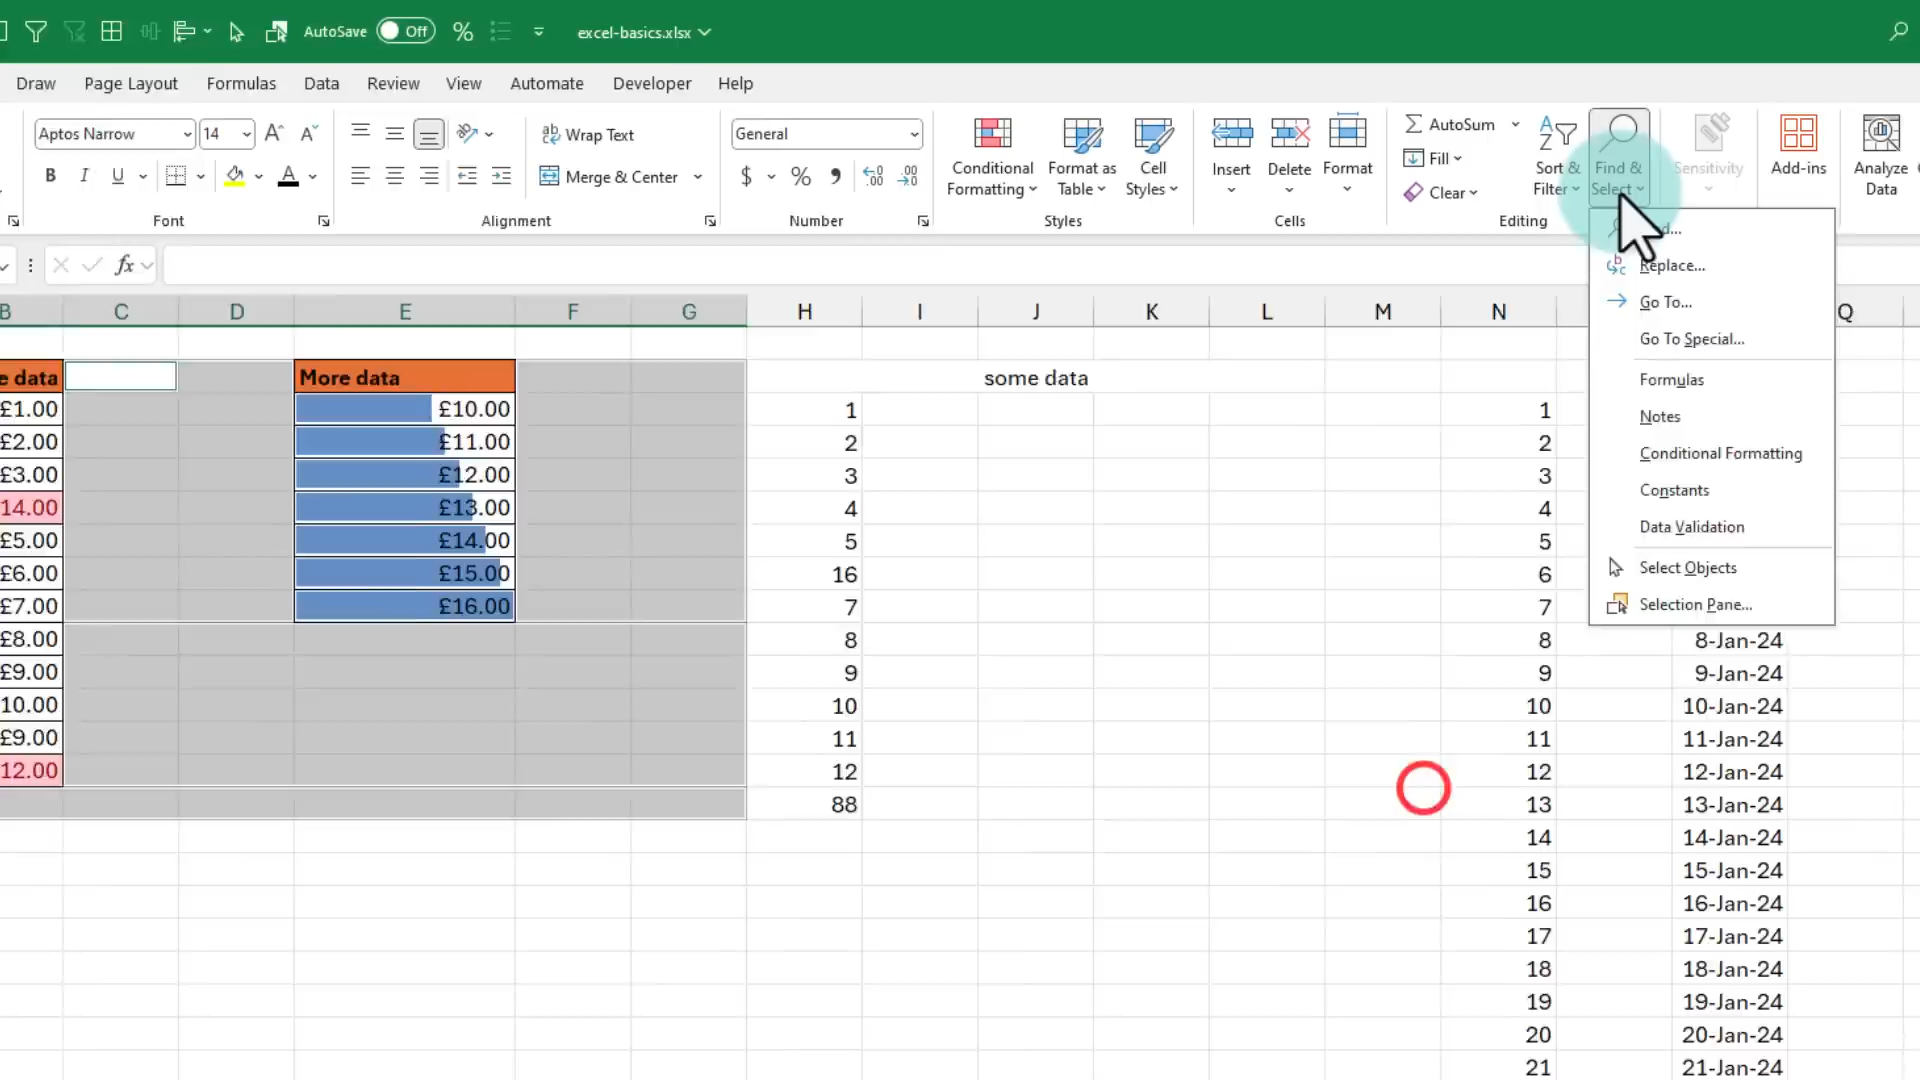 AutoSave Off % excel-basics.xlsx
Draw Page Layout Formulas Data Review View Automate Developer Help
Aptos Narrow 14 A A ab Wrap Text General Conditional Formatting Format as Table Cell Styles Insert Delete Format AutoSum Fill Clear Sort & Filter Find & Select Sensitivity Add-ins Analyze Data
B I U A Merge & Center $ % , .00 .00
Font Alignment Number Styles Cells Editing
fx
B C D E F G H I J K L M N Q
e data More data some data
£1.00 £10.00 1 1
£2.00 £11.00 2 2
£3.00 £12.00 3 3
14.00 £13.00 4 4
£5.00 £14.00 5 5
£6.00 £15.00 16 6
£7.00 £16.00 7 7
£8.00 8 8 8-Jan-24
£9.00 9 9 9-Jan-24
10.00 10 10 10-Jan-24
£9.00 11 11 11-Jan-24
12.00 12 12 12-Jan-24
88 13 13-Jan-24
14 14-Jan-24
15 15-Jan-24
16 16-Jan-24
17 17-Jan-24
18 18-Jan-24
19 19-Jan-24
20 20-Jan-24
21 21-Jan-24
Replace...
Go To...
Go To Special...
Formulas
Notes
Conditional Formatting
Constants
Data Validation
Select Objects
Selection Pane...